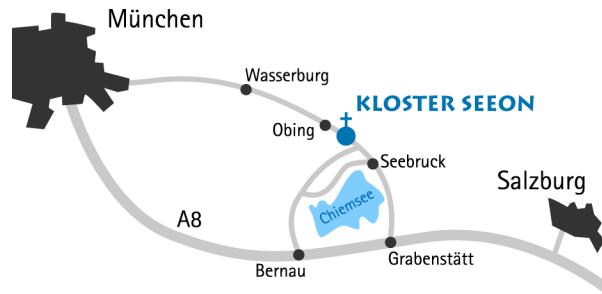 München
Wasserburg
KLOSTER SEEON
Obing
Seebruck
Salzburg
Chiemsee
A8
Grabenstätt
Bernau